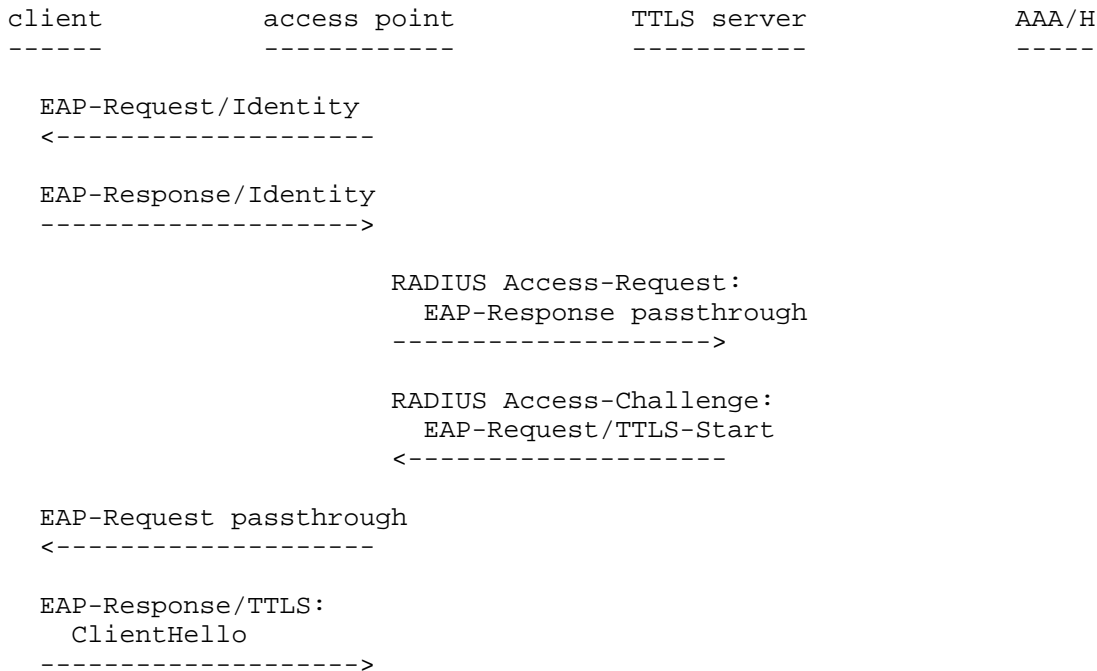 client          access point           TTLS server             AAA/H
------          ------------           -----------             -----
  EAP-Request/Identity
  <--------------------
  EAP-Response/Identity
  -------------------->
                        RADIUS Access-Request:
                          EAP-Response passthrough
                        -------------------->
                        RADIUS Access-Challenge:
                          EAP-Request/TTLS-Start
                        <--------------------
  EAP-Request passthrough
  <--------------------
  EAP-Response/TTLS:
    ClientHello
  -------------------->